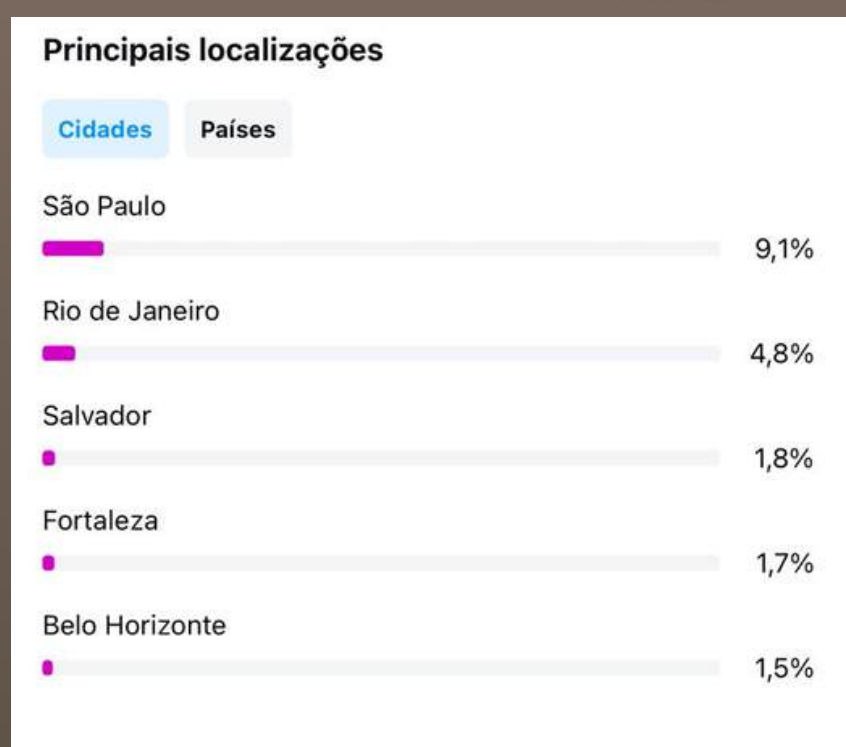 Principais localizações
Cidades Países
São Paulo
9,1%
Rio de Janeiro
4,8%
Salvador
1,8%
Fortaleza
1,7%
Belo Horizonte
1,5%